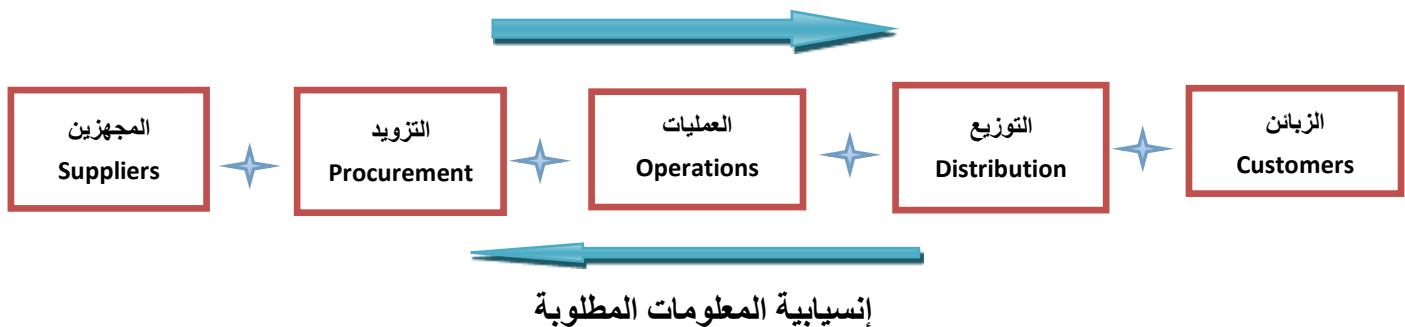 المجهزين
Suppliers
التزويد
Procurement
العمليات
Operations
التوزيع
Distribution
الزبائن
Customers
إنسيابية المعلومات المطلوبة